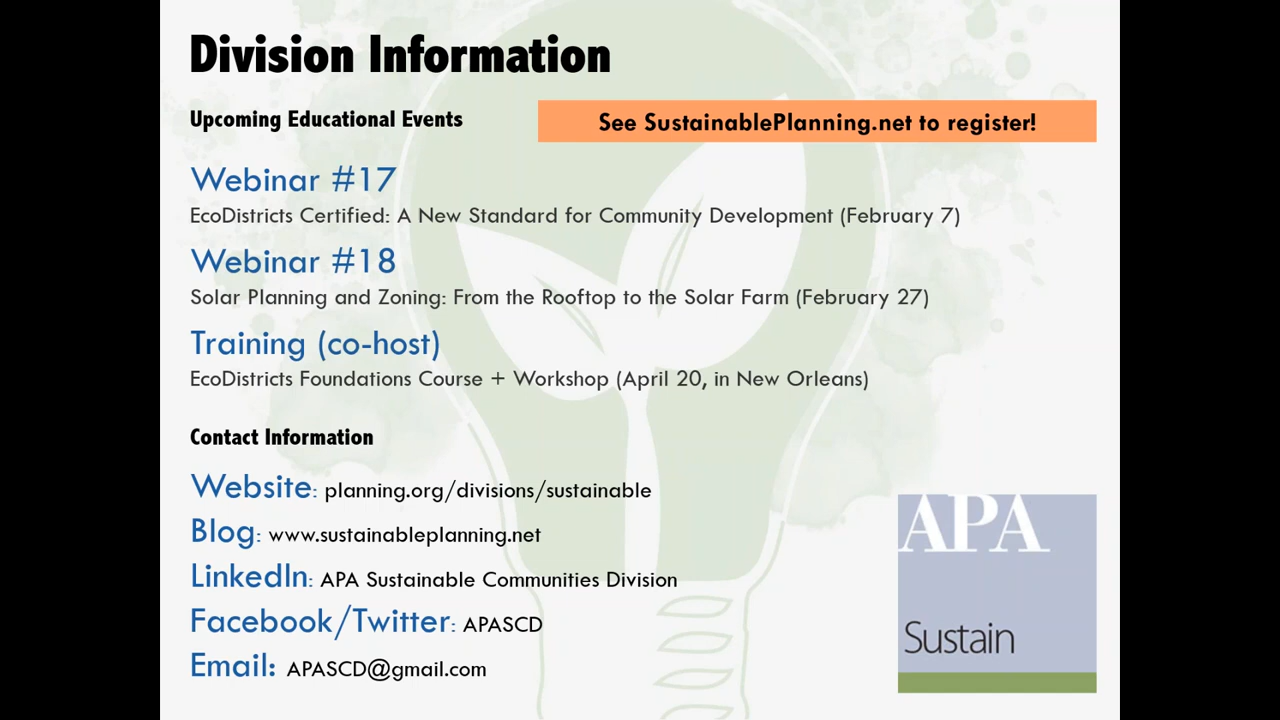 Division Information
Upcoming Educational Events
See SustainablePlanning.net to register!
Webinar #17
EcoDistricts Certified: A New Standard for Community Development (February 7)
Webinar #18
Solar Planning and Zoning: From the Rooftop to the Solar Farm (February 27)
Training (co-host)
EcoDistricts Foundations Course + Workshop (April 20, in New Orleans)
Contact Information
Website: planning.org/divisions/sustainable
Blog: www.sustainableplanning.net
LinkedIn: APA Sustainable Communities Division
Facebook/Twitter: APASCD
Email: APASCD@gmail.com
APA
Sustain